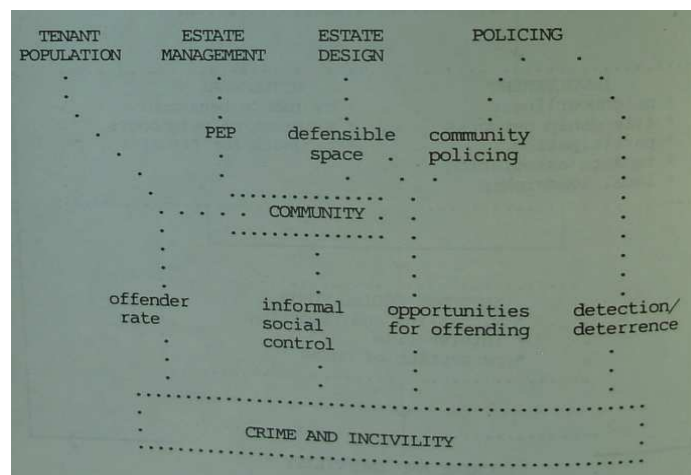 TENANT ESTATE ESTATE POLICING
POPULATION MANAGEMENT DESIGN
PEP defensible community
space policing
COMMUNITY
offender informal opportunities detection/
rate social for offending deterrence
control
CRIME AND INCIVILITY